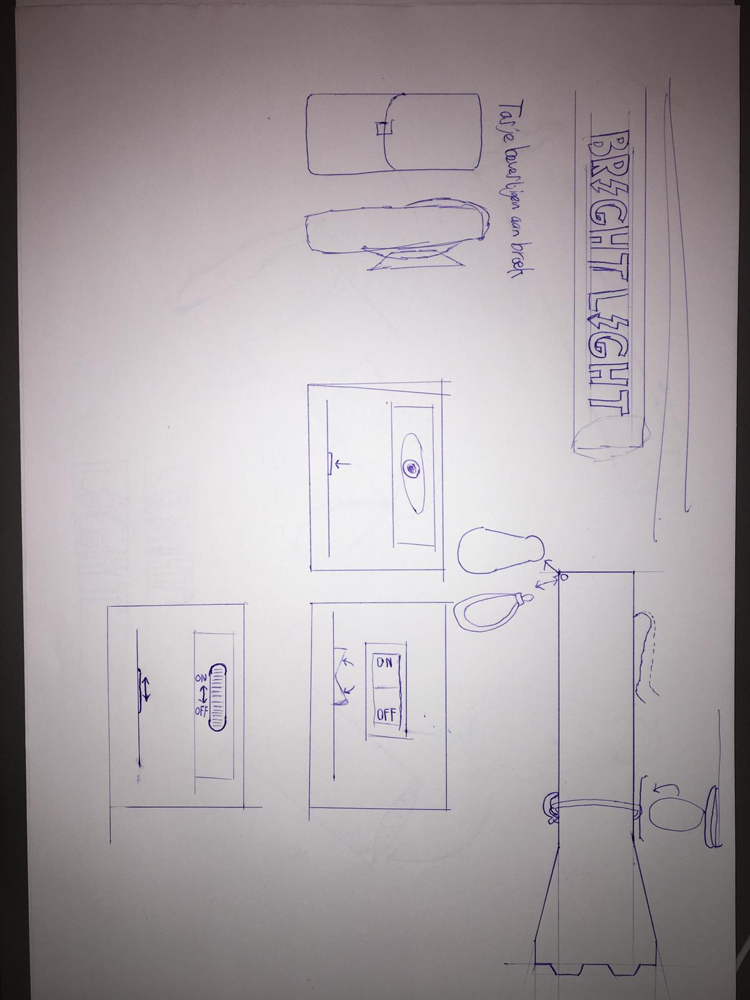 BRIGHT LIGHT
Tasje bevestigen aan broek
ON OFF
ON ↔ OFF